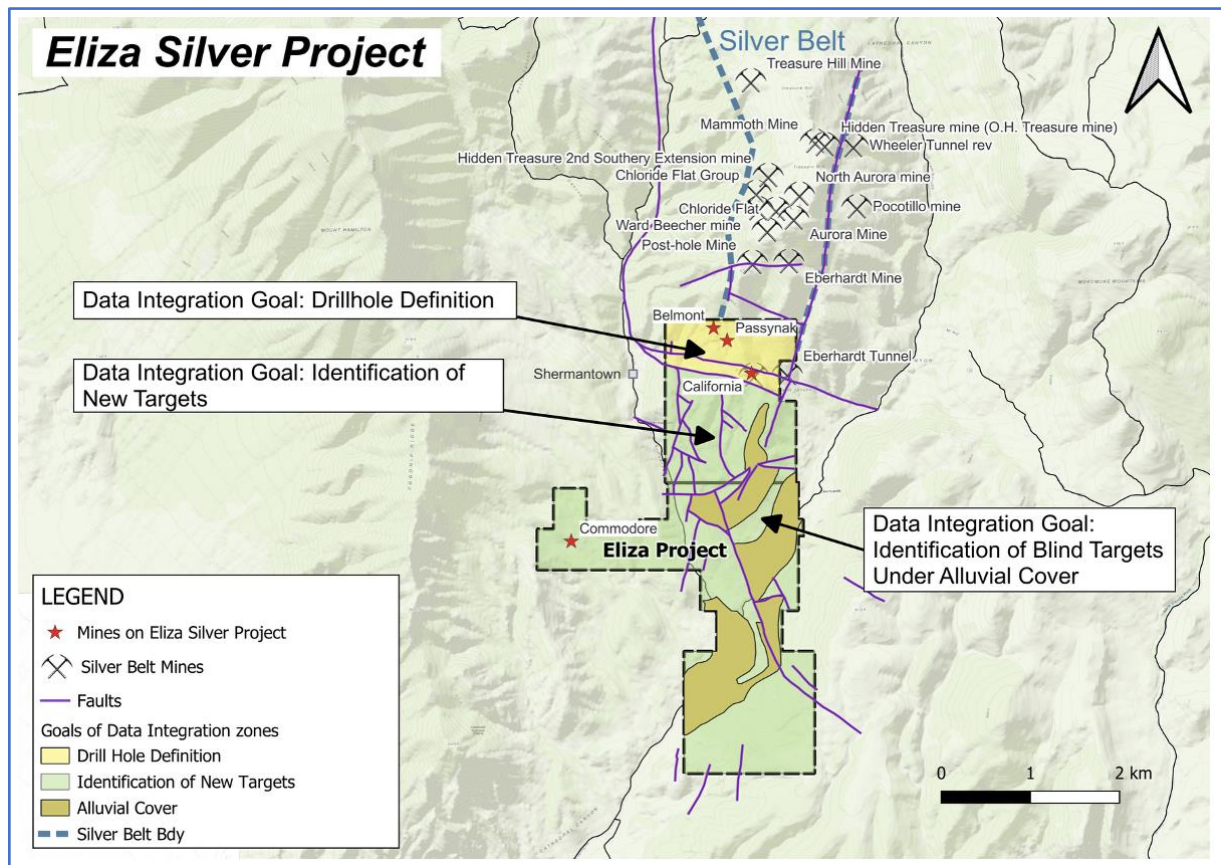 Eliza Silver Project
Silver Belt
Treasure Hill Mine
Mammoth Mine
Hidden Treasure mine (O.H. Treasure mine)
Wheeler Tunnel rev
Hidden Treasure 2nd Southery Extension mine
Chloride Flat Group
North Aurora mine
Chloride Flat
Pocotillo mine
Ward Beecher mine
Aurora Mine
Post-hole Mine
Eberhardt Mine
MOUNT HAMILTON
Data Integration Goal: Drillhole Definition
Belmont
Passynak
Eberhardt Tunnel
Shermantown
California
Data Integration Goal: Identification of
New Targets
Commodore
Eliza Project
Data Integration Goal:
Identification of Blind Targets
Under Alluvial Cover
LEGEND
Mines on Eliza Silver Project
Silver Belt Mines
Faults
Goals of Data Integration zones
Drill Hole Definition
Identification of New Targets
Alluvial Cover
Silver Belt Bdy
0 1 2 km